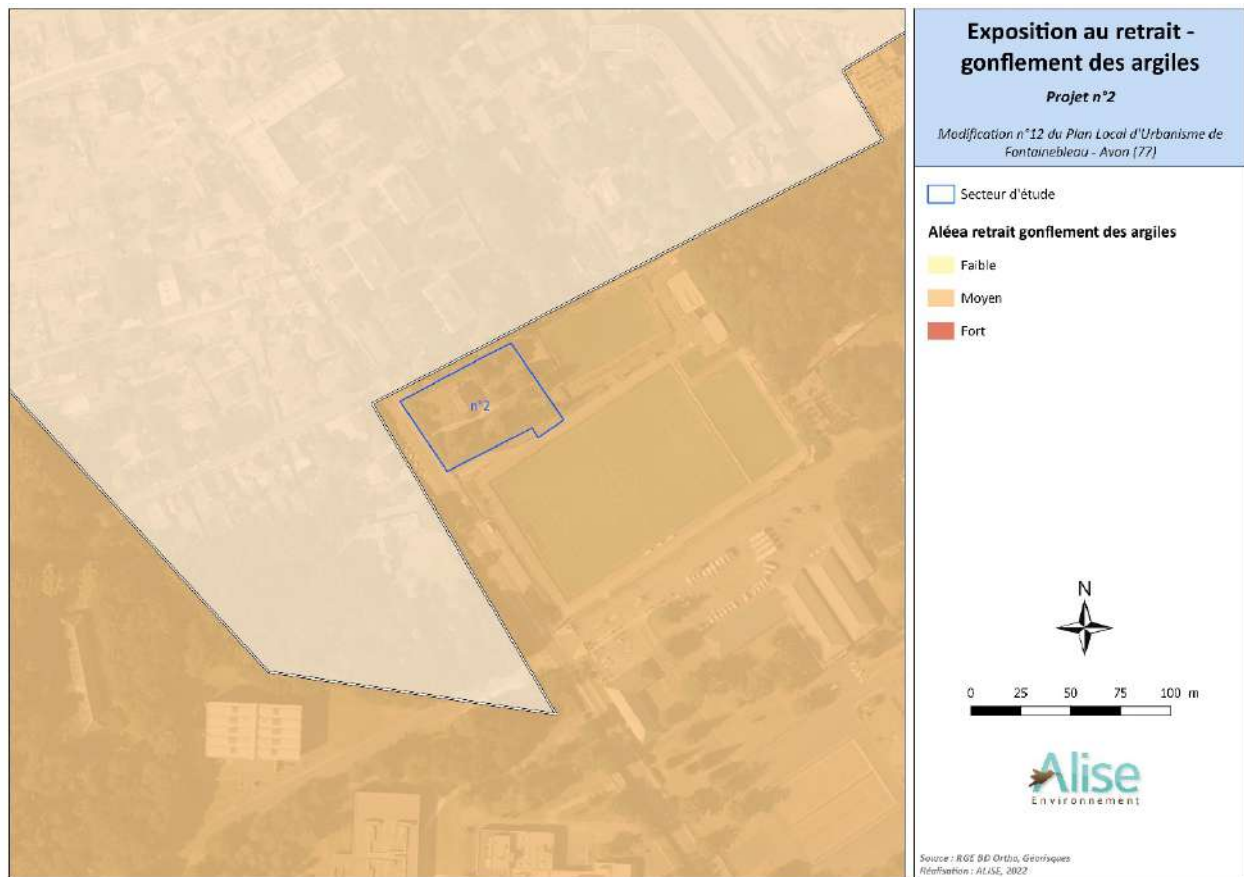 Exposition au retrait -
gonflement des argiles
Projet n°2
Modification n°12 du Plan Local d'Urbanisme de
Fontainebleau - Avon (77)
Secteur d'étude
Aléea retrait gonflement des argiles
Faible
Moyen
Fort
n°2
N
0 25 50 75 100 m
Alise
Environnement
Source : RGE BD Ortho, Géorisques
Réalisation : ALISE, 2022